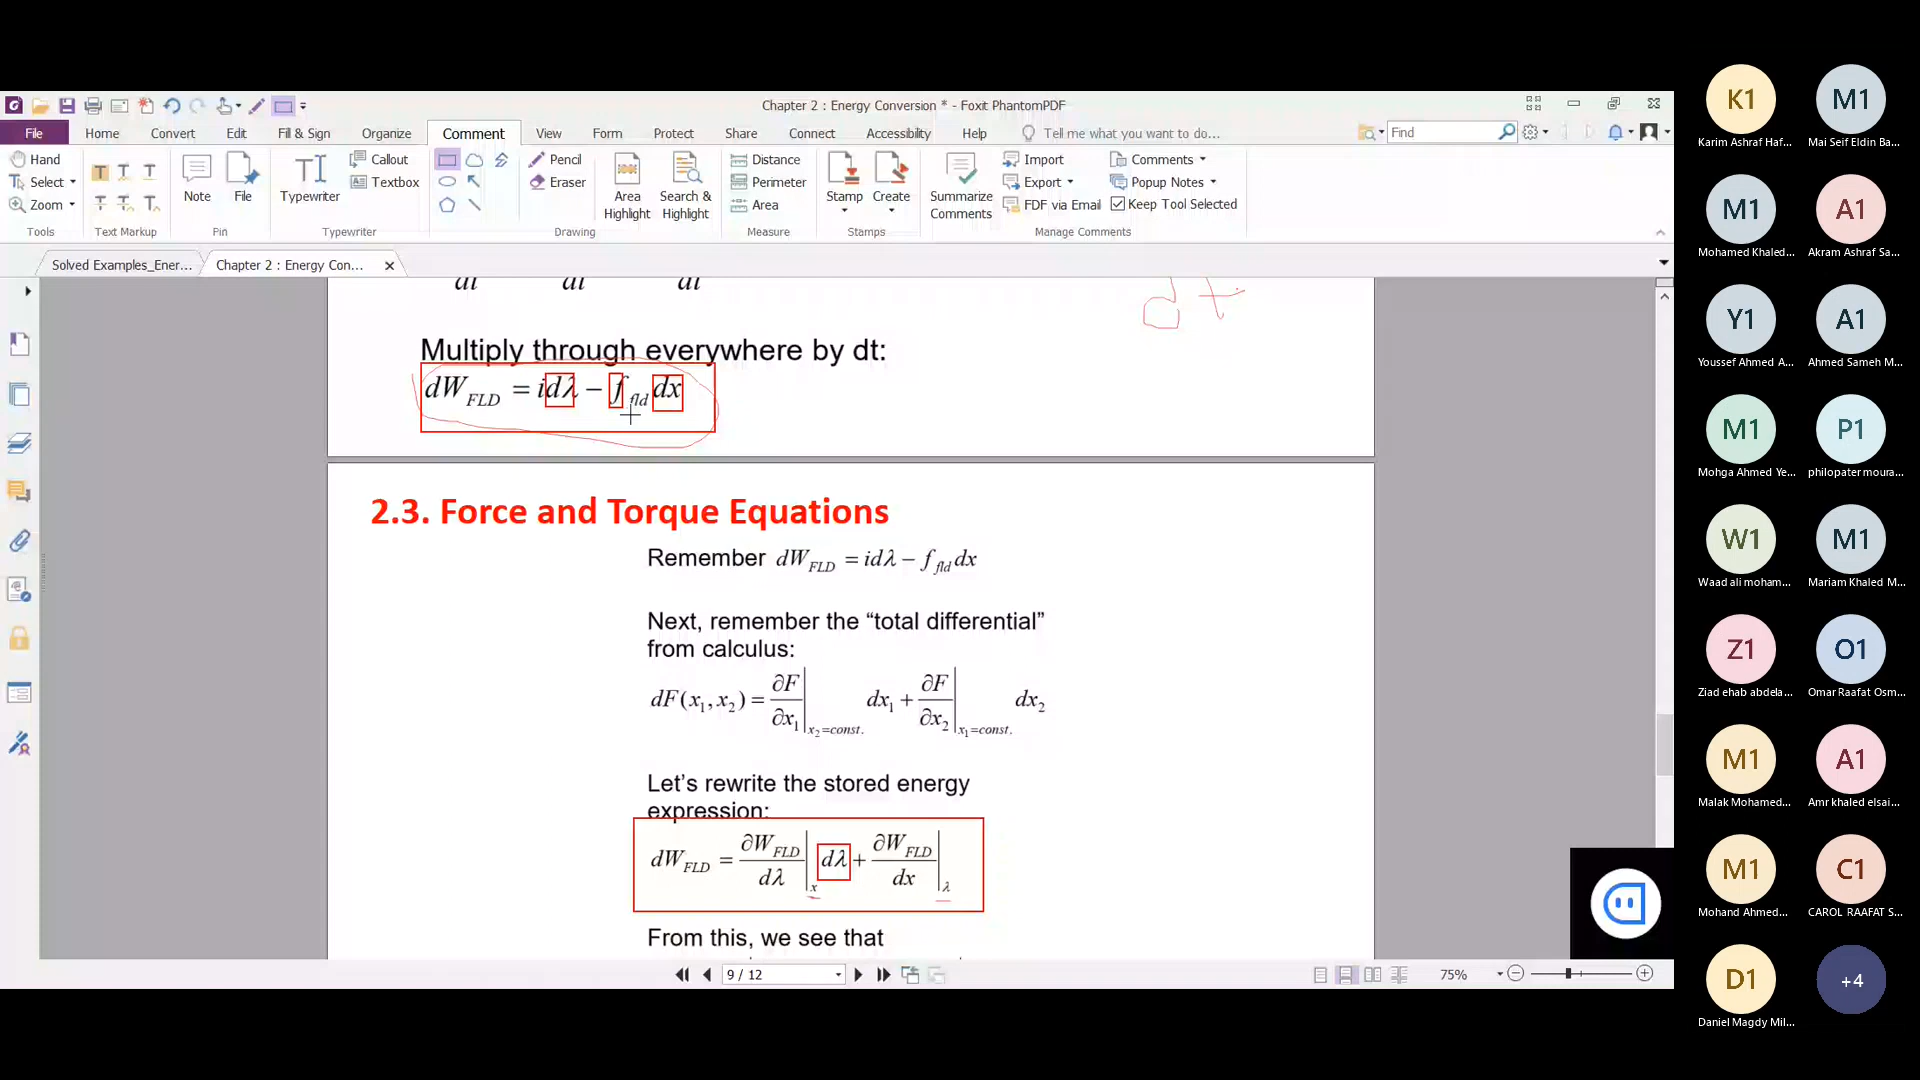 Chapter 2 : Energy Conversion * - Foxit PhantomPDF
File Home Convert Edit Fill & Sign Organize Comment View Form Protect Share Connect Accessibility Help Tell me what you want to do... Find
Hand
Select
Zoom
Tools
Text Markup
Note
File
Pin
Typewriter
Callout
Textbox
Typewriter
Pencil
Eraser
Area Highlight
Search & Highlight
Drawing
Distance
Perimeter
Area
Measure
Stamp
Create
Stamps
Summarize Comments
Import
Export
FDF via Email
Comments
Popup Notes
Keep Tool Selected
Manage Comments
Solved Examples_Ener... Chapter 2 : Energy Con...
dt dt dt
dt
Multiply through everywhere by dt:
dW_FLD = idλ − f_fld dx
2.3. Force and Torque Equations
Remember dW_FLD = idλ − f_fld dx
Next, remember the “total differential”
from calculus:
dF(x₁, x₂) = ∂F/∂x₁ |x₂=const. dx₁ + ∂F/∂x₂ |x₁=const. dx₂
Let’s rewrite the stored energy
expression:
dW_FLD = ∂W_FLD/dλ |x dλ + ∂W_FLD/dx |λ
From this, we see that
9 / 12
75%
K1 M1
Karim Ashraf Haf... Mai Seif Eldin Ba...
M1 A1
Mohamed Khaled... Akram Ashraf Sa...
Y1 A1
Youssef Ahmed A... Ahmed Sameh M...
M1 P1
Mohga Ahmed Ye... philopater moura...
W1 M1
Waad ali moham... Mariam Khaled M...
Z1 O1
Ziad ehab abdela... Omar Raafat Osm...
M1 A1
Malak Mohamed... Amr khaled elsai...
M1 C1
Mohand Ahmed... CAROL RAAFAT S...
D1 +4
Daniel Magdy Mil...